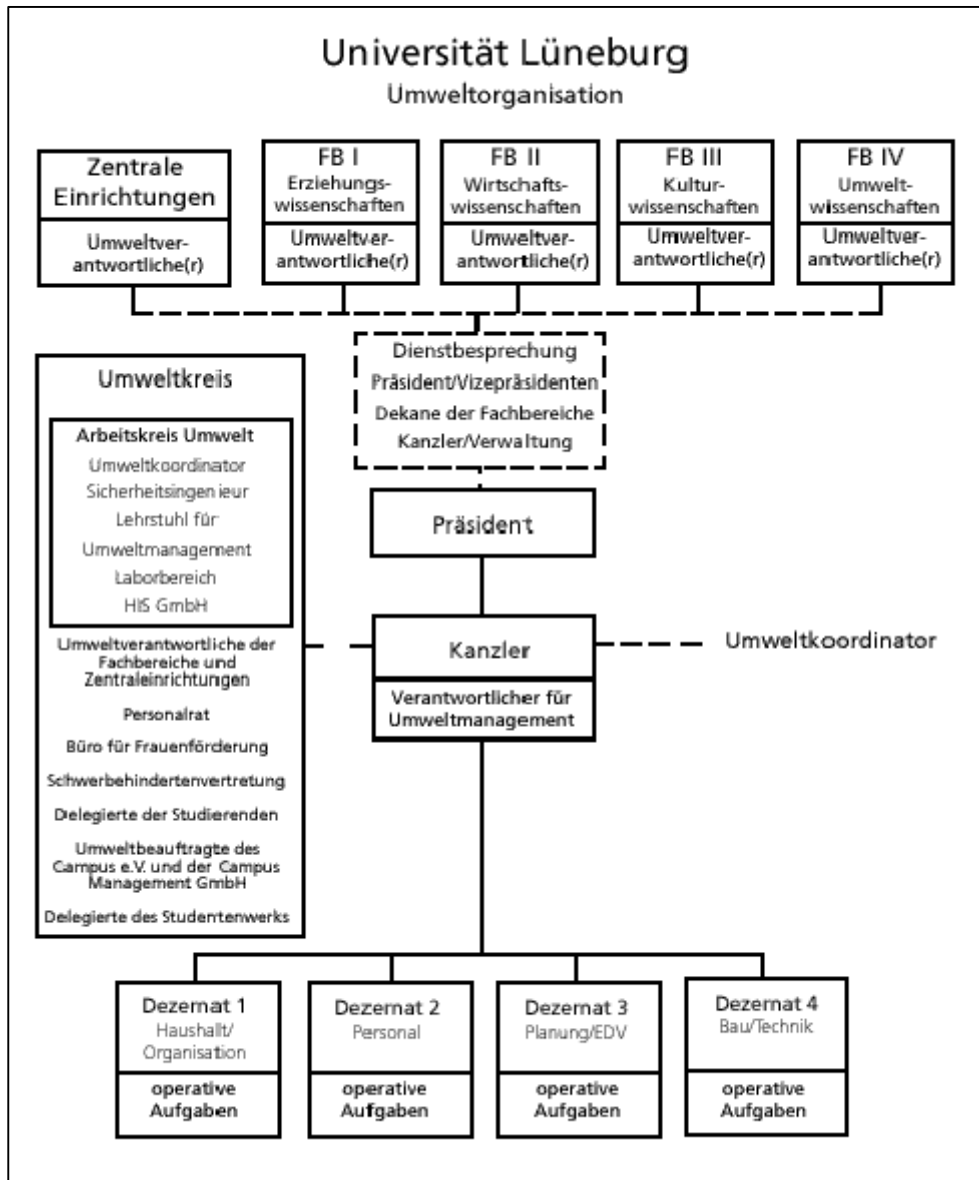 Universität Lüneburg
Umweltorganisation
Zentrale
Einrichtungen
Umweltver-
antwortliche(r)
FB I
Erziehungs-
wissenschaften
Umweltver-
antwortliche(r)
FB II
Wirtschafts-
wissenschaften
Umweltver-
antwortliche(r)
FB III
Kultur-
wissenschaften
Umweltver-
antwortliche(r)
FB IV
Umwelt-
wissenschaften
Umweltver-
antwortliche(r)
Dienstbesprechung
Präsident/Vizepräsidenten
Dekane der Fachbereiche
Kanzler/Verwaltung
Umweltkreis
Arbeitskreis Umwelt
Umweltkoordinator
Sicherheitsingenieur
Lehrstuhl für
Umweltmanagement
Laborbereich
HIS GmbH
Umweltverantwortliche der
Fachbereiche und
Zentraleinrichtungen
Personalrat
Büro für Frauenförderung
Schwerbehindertenvertretung
Delegierte der Studierenden
Umweltbeauftragte des
Campus e.V. und der Campus
Management GmbH
Delegierte des Studentenwerks
Präsident
Kanzler
Verantwortlicher für
Umweltmanagement
Umweltkoordinator
Dezernat 1
Haushalt/
Organisation
operative
Aufgaben
Dezernat 2
Personal
operative
Aufgaben
Dezernat 3
Planung/EDV
operative
Aufgaben
Dezernat 4
Bau/Technik
operative
Aufgaben